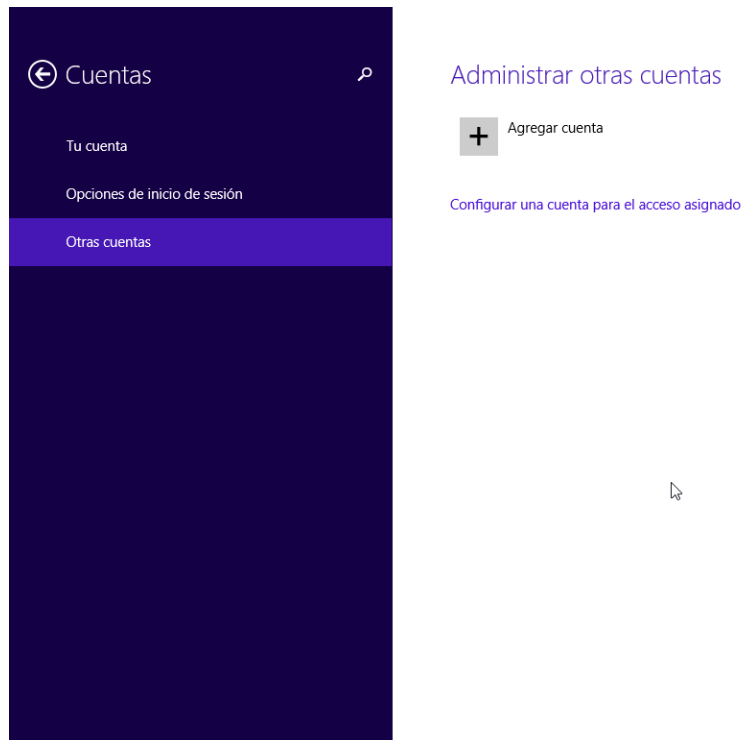 Cuentas
Tu cuenta
Opciones de inicio de sesión
Otras cuentas
Administrar otras cuentas
Agregar cuenta
Configurar una cuenta para el acceso asignado